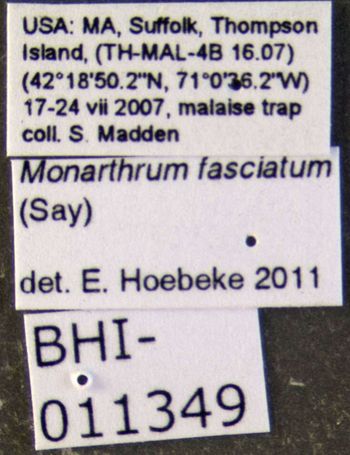 USA: MA, Suffolk, Thompson
Island, (TH-MAL-4B 16.07)
(42°18'50.2"N, 71°0'36.2"W)
17-24 vii 2007, malaise trap
coll. S. Madden
Monarthrum fasciatum
(Say)
det. E. Hoebeke 2011
BHI-
011349